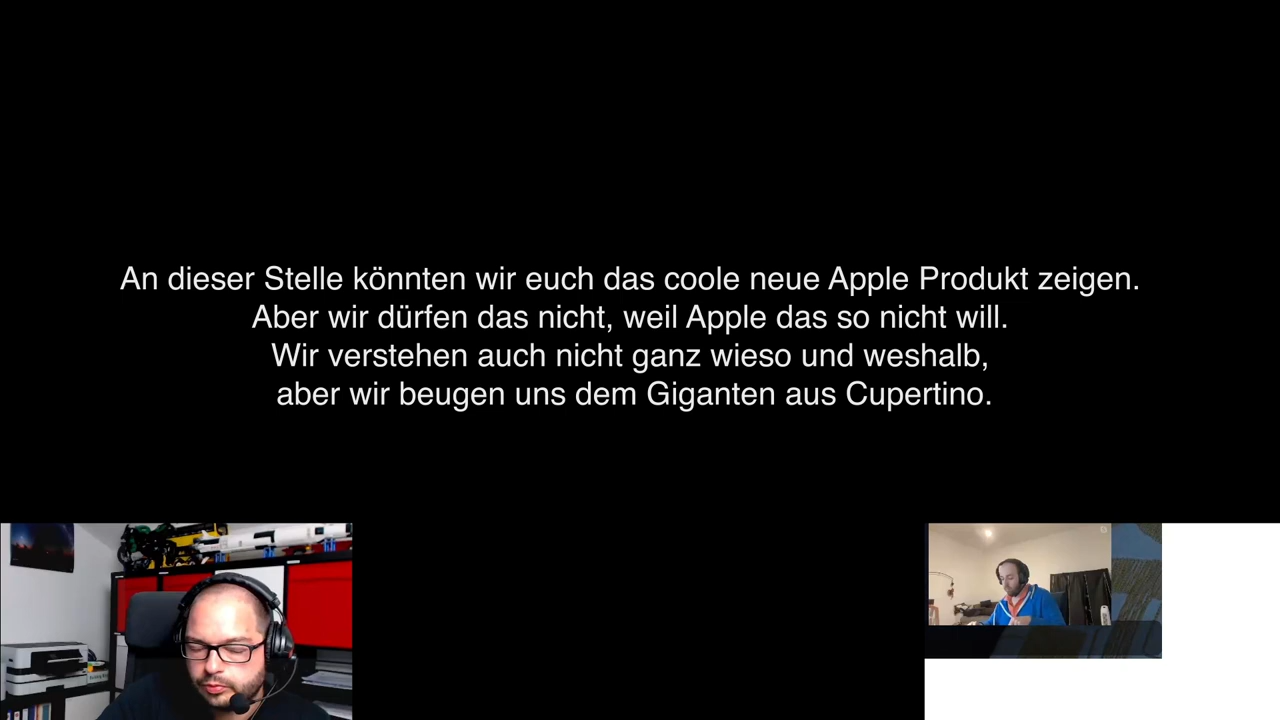 An dieser Stelle könnten wir euch das coole neue Apple Produkt zeigen.
Aber wir dürfen das nicht, weil Apple das so nicht will.
Wir verstehen auch nicht ganz wieso und weshalb,
aber wir beugen uns dem Giganten aus Cupertino.